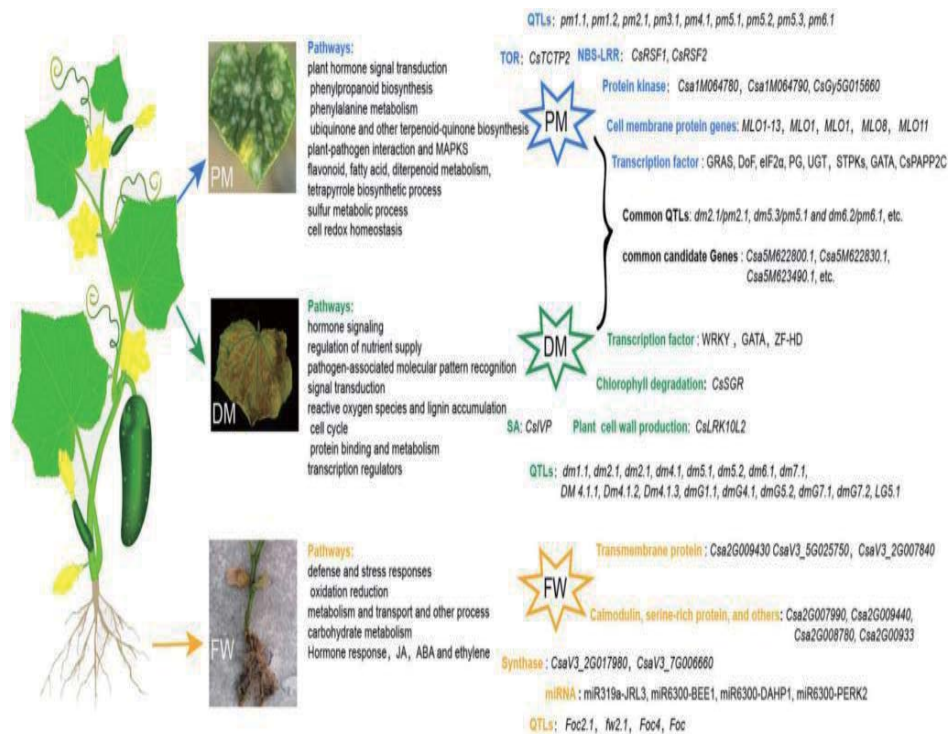 QTLs: pm1.1, pm1.2, pm2.1, pm3.1, pm4.1, pm5.1, pm5.2, pm5.3, pm6.1
TOR: CsTCTP2 NBS-LRR: CsRSF1, CsRSF2
Protein kinase: Csa1M064780, Csa1M064790, CsGy5G015660
PM
Cell membrane protein genes: MLO1-13, MLO1, MLO1, MLO8, MLO11
Transcription factor: GRAS, DoF, eIF2α, PG, UGT, STPKs, GATA, CsPAPP2C
Pathways:
plant hormone signal transduction
phenylpropanoid biosynthesis
phenylalanine metabolism
ubiquinone and other terpenoid-quinone biosynthesis
plant-pathogen interaction and MAPKS
flavonoid, fatty acid, diterpenoid metabolism,
tetrapyrrole biosynthetic process
sulfur metabolic process
cell redox homeostasis
PM
Common QTLs: dm2.1/pm2.1, dm5.3/pm5.1 and dm6.2/pm6.1, etc.
common candidate Genes : Csa5M622800.1, Csa5M622830.1,
Csa5M623490.1, etc.
Pathways:
hormone signaling
regulation of nutrient supply
pathogen-associated molecular pattern recognition
signal transduction
reactive oxygen species and lignin accumulation
cell cycle
protein binding and metabolism
transcription regulators
DM
DM
Transcription factor : WRKY , GATA, ZF-HD
Chlorophyll degradation: CsSGR
SA: CsIVP Plant cell wall production : CsLRK10L2
QTLs : dm1.1, dm2.1, dm2.1, dm4.1, dm5.1, dm5.2, dm6.1, dm7.1,
DM 4.1.1, Dm4.1.2, Dm4.1.3, dmG1.1, dmG4.1, dmG5.2, dmG7.1, dmG7.2, LG5.1
Pathways:
defense and stress responses
oxidation reduction
metabolism and transport and other process
carbohydrate metabolism
Hormone response, JA, ABA and ethylene
FW
FW
Transmembrane protein : Csa2G009430 CsaV3_5G025750, CsaV3_2G007840
Calmodulin, serine-rich protein, and others: Csa2G007990, Csa2G009440,
Csa2G008780, Csa2G00933
Synthase : CsaV3_2G017980, CsaV3_7G006660
miRNA : miR319a-JRL3, miR6300-BEE1, miR6300-DAHP1, miR6300-PERK2
QTLs : Foc2.1, fw2.1, Foc4, Foc